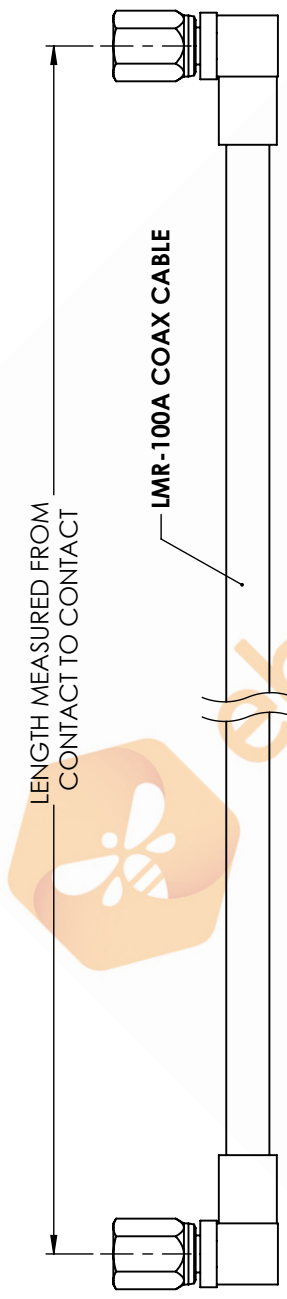 LENGTH MEASURED FROM
CONTACT TO CONTACT
LMR-100A COAX CABLE